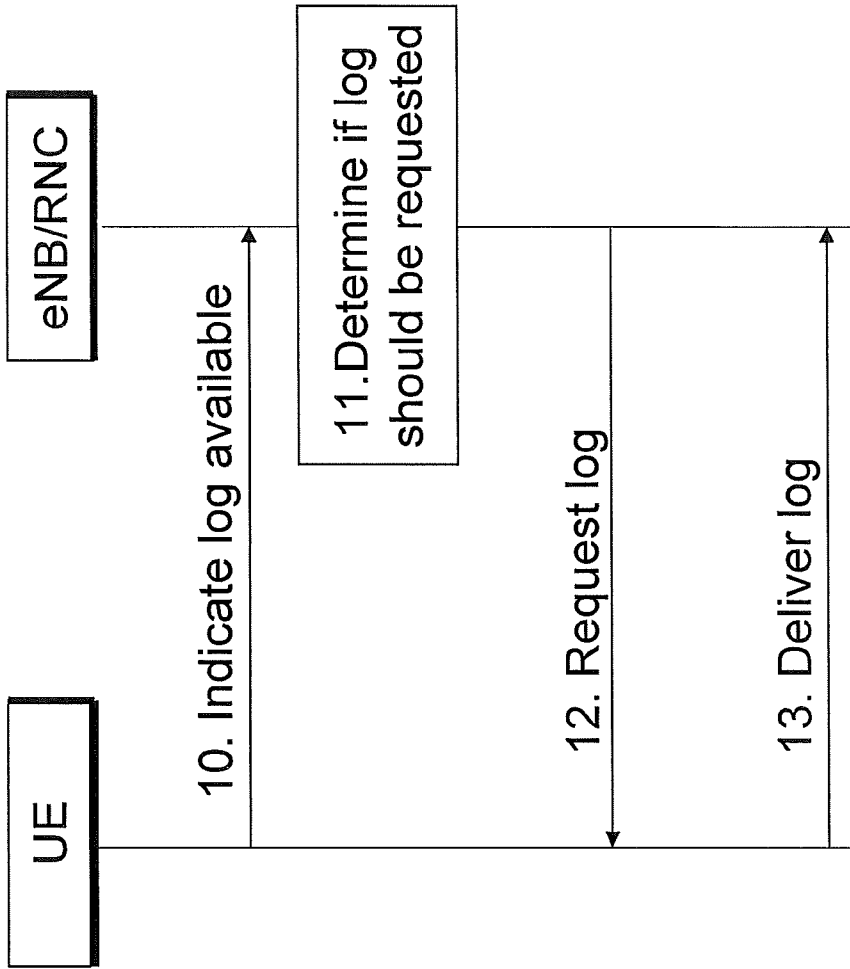 UE
eNB/RNC
10. Indicate log available
11.Determine if log
should be requested
12. Request log
13. Deliver log